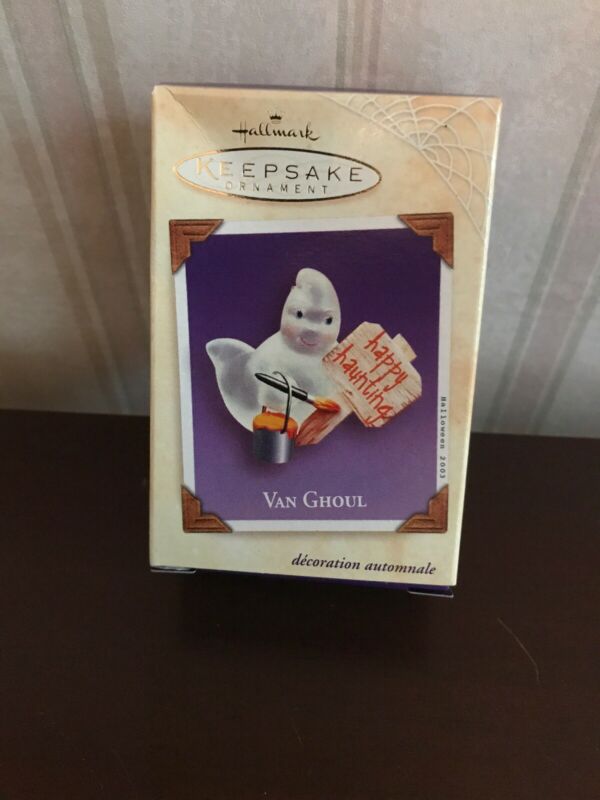 Hallmark
KEEPSAKE
ORNAMENT
happy
haunting
Halloween 2003
VAN GHOUL
décoration automnale